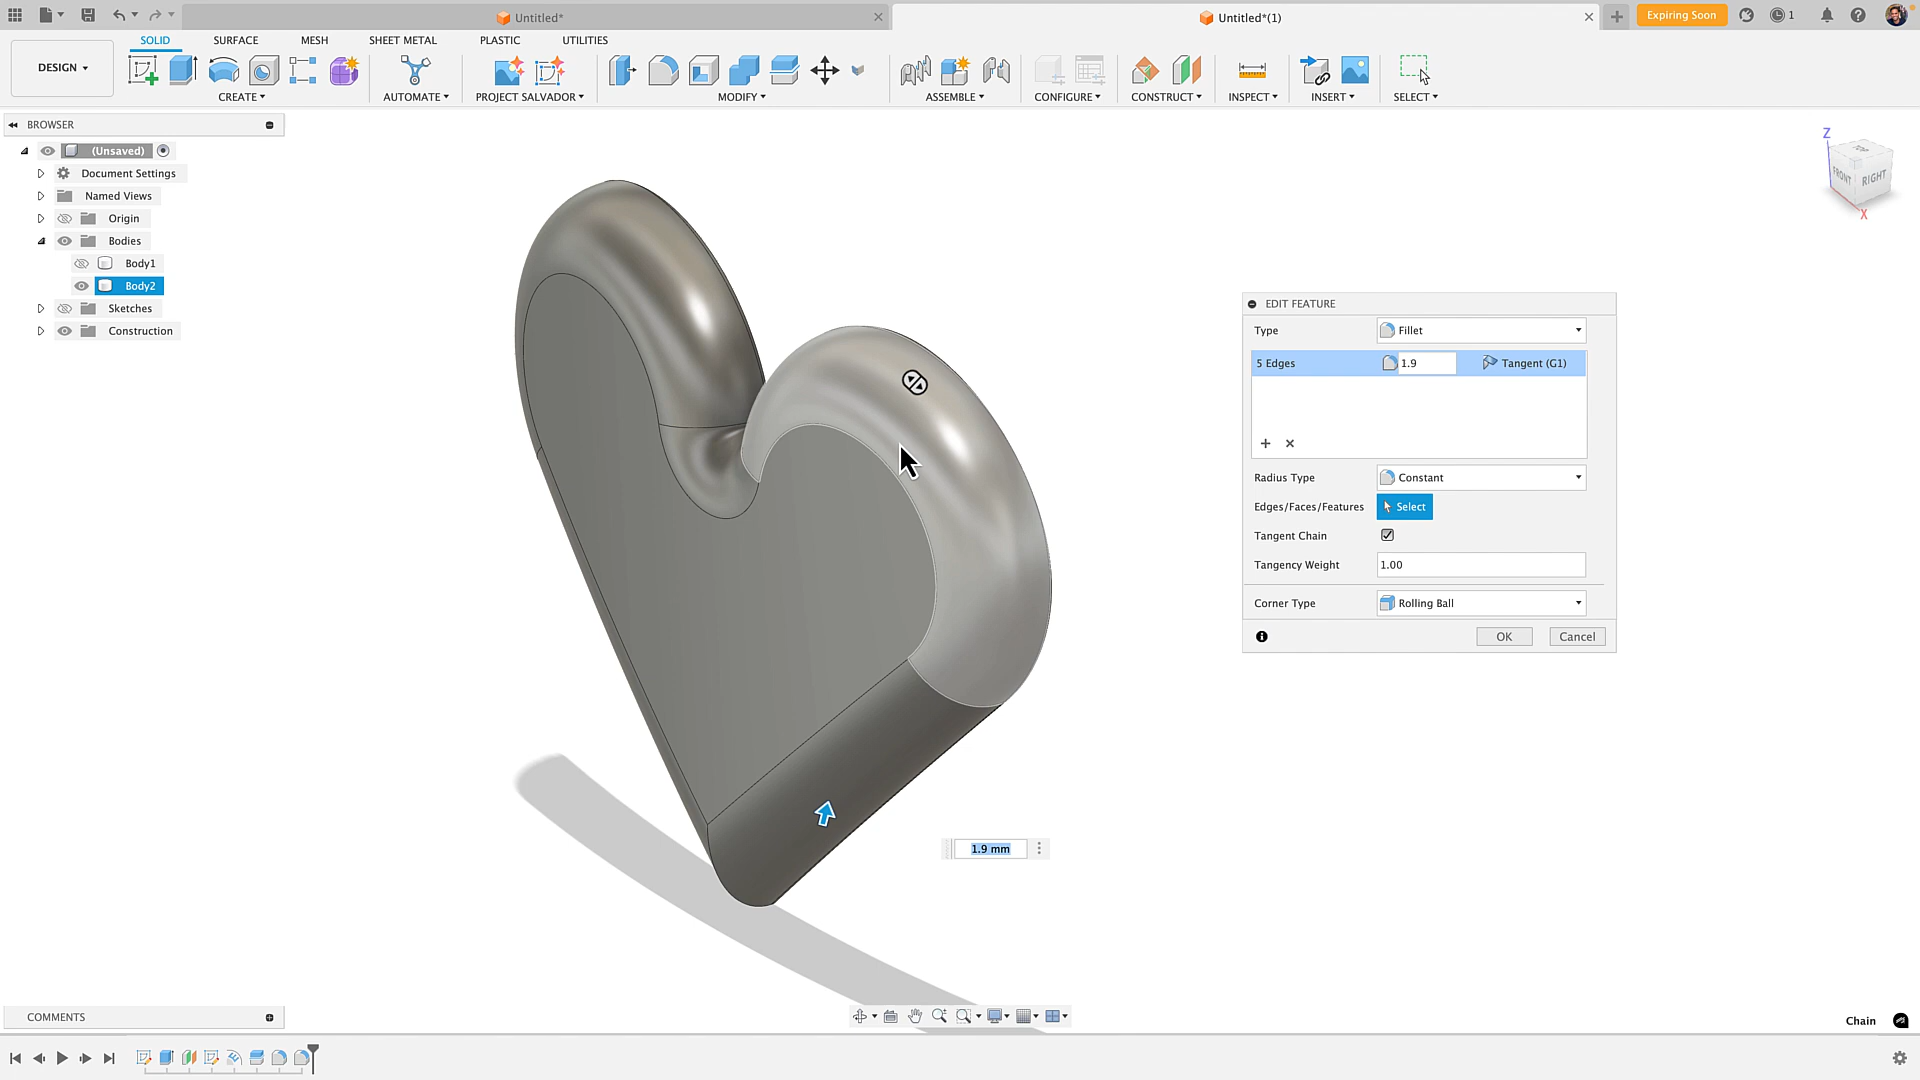 Untitled*
Untitled*(1)
Expiring Soon
1
DESIGN
SOLID
SURFACE
MESH
SHEET METAL
PLASTIC
UTILITIES
CREATE
AUTOMATE
PROJECT SALVADOR
MODIFY
ASSEMBLE
CONFIGURE
CONSTRUCT
INSPECT
INSERT
SELECT
BROWSER
(Unsaved)
Document Settings
Named Views
Origin
Bodies
Body1
Body2
Sketches
Construction
Z
TOP
FRONT
RIGHT
X
EDIT FEATURE
Type
Fillet
5 Edges
1.9
Tangent (G1)
Radius Type
Constant
Edges/Faces/Features
Select
Tangent Chain
Tangency Weight
1.00
Corner Type
Rolling Ball
OK
Cancel
1.9 mm
COMMENTS
Chain